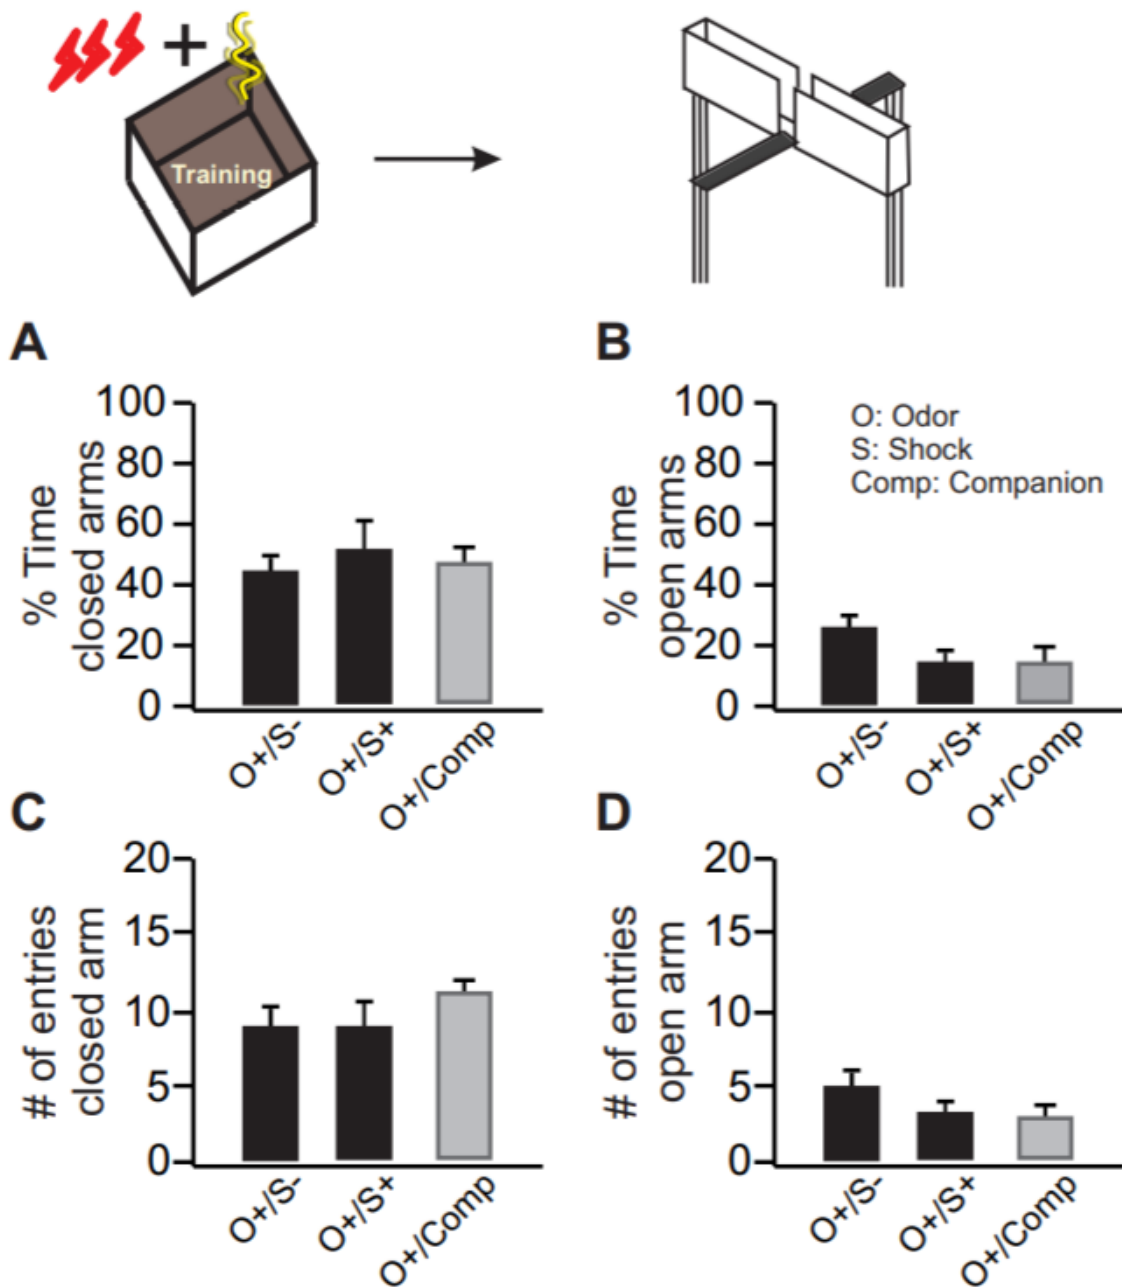 Training
A
% Time
closed arms
100
80
60
40
20
0
O+/S-
O+/S+
O+/Comp
B
% Time
open arms
100
80
60
40
20
0
O: Odor
S: Shock
Comp: Companion
O+/S-
O+/S+
O+/Comp
C
# of entries
closed arm
20
15
10
5
0
O+/S-
O+/S+
O+/Comp
D
# of entries
open arm
20
15
10
5
0
O+/S-
O+/S+
O+/Comp